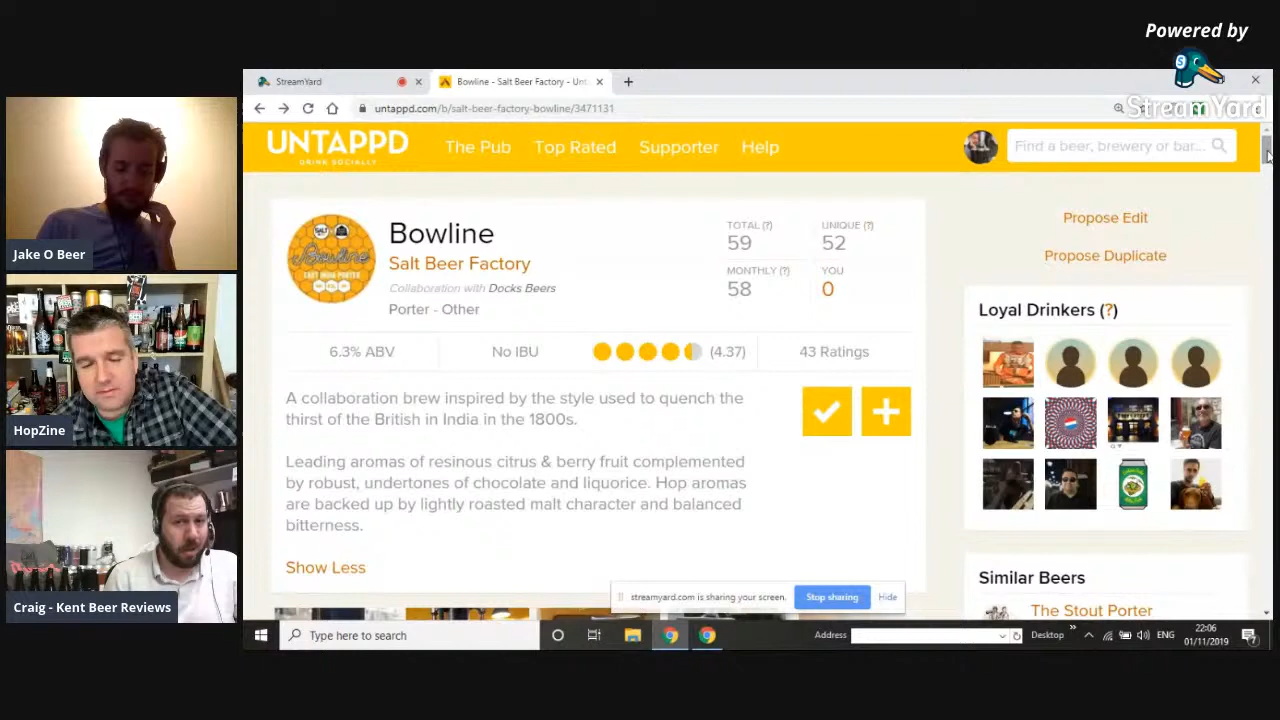 Powered by
StreamYard
StreamYard
Bowline - Salt Beer Factory - Unt
untappd.com/b/salt-beer-factory-bowline/3471131
UNTAPPD
DRINK SOCIALLY
The Pub
Top Rated
Supporter
Help
Find a beer, brewery or bar...
Jake O Beer
HopZine
Craig - Kent Beer Reviews
Bowline
Salt Beer Factory
Collaboration with Docks Beers
Porter - Other
TOTAL (?)
59
UNIQUE (?)
52
MONTHLY (?)
58
YOU
0
6.3% ABV
No IBU
(4.37)
43 Ratings
A collaboration brew inspired by the style used to quench the
thirst of the British in India in the 1800s.
Leading aromas of resinous citrus & berry fruit complemented
by robust, undertones of chocolate and liquorice. Hop aromas
are backed up by lightly roasted malt character and balanced
bitterness.
Show Less
Propose Edit
Propose Duplicate
Loyal Drinkers (?)
Similar Beers
The Stout Porter
streamyard.com is sharing your screen.
Stop sharing
Hide
Type here to search
Address
Desktop
ENG
22:06
01/11/2019